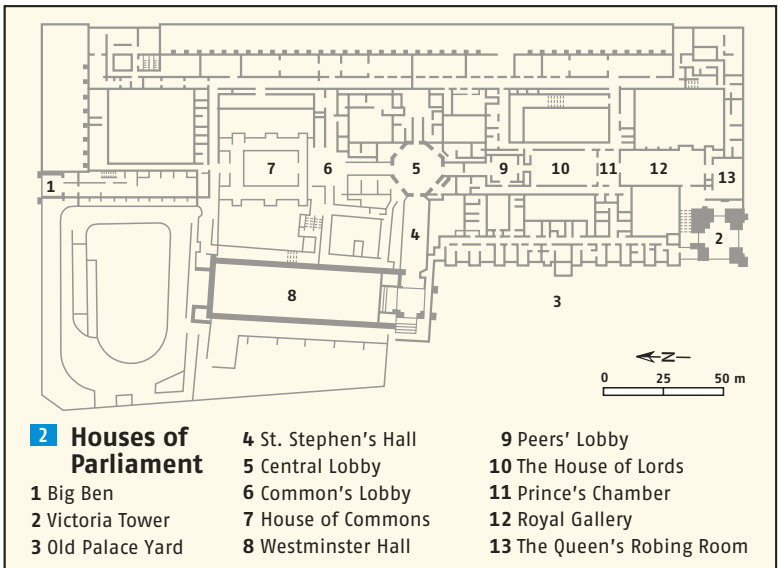 7
6
5
9
10
11
12
13
1
4
2
8
3
N
0 25 50 m
2 Houses of
Parliament
1 Big Ben
2 Victoria Tower
3 Old Palace Yard
4 St. Stephen's Hall
5 Central Lobby
6 Common's Lobby
7 House of Commons
8 Westminster Hall
9 Peers' Lobby
10 The House of Lords
11 Prince's Chamber
12 Royal Gallery
13 The Queen's Robing Room